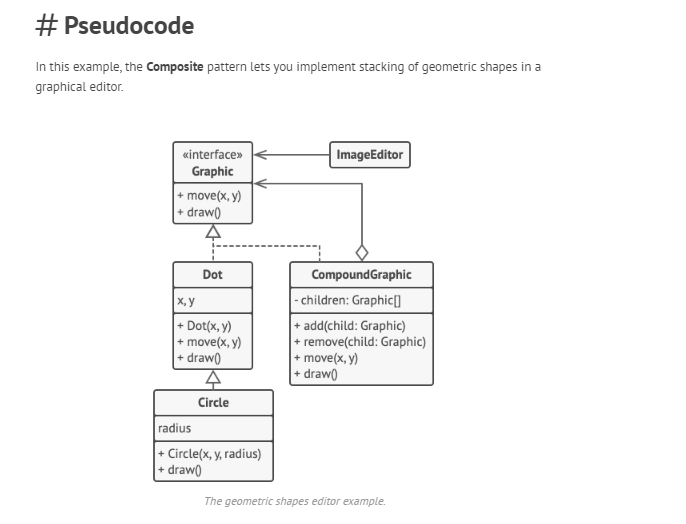 # Pseudocode
In this example, the Composite pattern lets you implement stacking of geometric shapes in a
graphical editor.
«interface»
Graphic
+ move(x, y)
+ draw()
ImageEditor
Dot
x, y
+ Dot(x, y)
+ move(x, y)
+ draw()
CompoundGraphic
- children: Graphic[]
+ add(child: Graphic)
+ remove(child: Graphic)
+ move(x, y)
+ draw()
Circle
radius
+ Circle(x, y, radius)
+ draw()
The geometric shapes editor example.